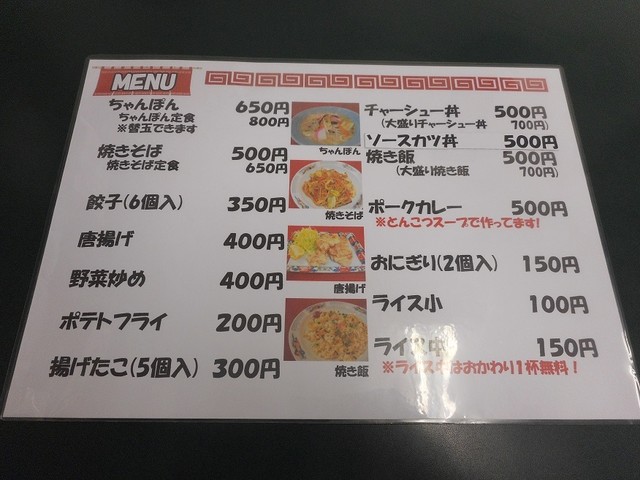 MENU
ちゃんぽん 650円
ちゃんぽん定食 800円
※替玉できます
焼きそば 500円
焼きそば定食 650円
餃子(6個入) 350円
唐揚げ 400円
野菜炒め 400円
ポテトフライ 200円
揚げたこ(5個入) 300円
ちゃんぽん
焼きそば
唐揚げ
焼き飯
チャーシュー丼 500円
(大盛りチャーシュー丼 700円)
ソースカツ丼 500円
焼き飯 500円
(大盛り焼き飯 700円)
ポークカレー 500円
※とんこつスープで作ってます!
おにぎり(2個入) 150円
ライス小 100円
ライス中 150円
※ライス中はおかわり1杯無料!